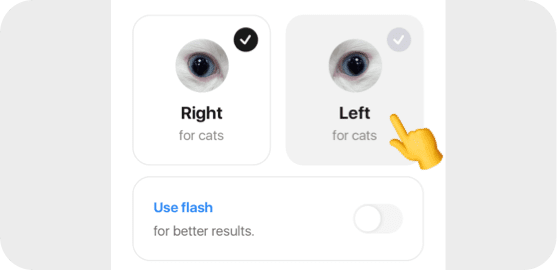 Right
for cats
Left
for cats
Use flash
for better results.